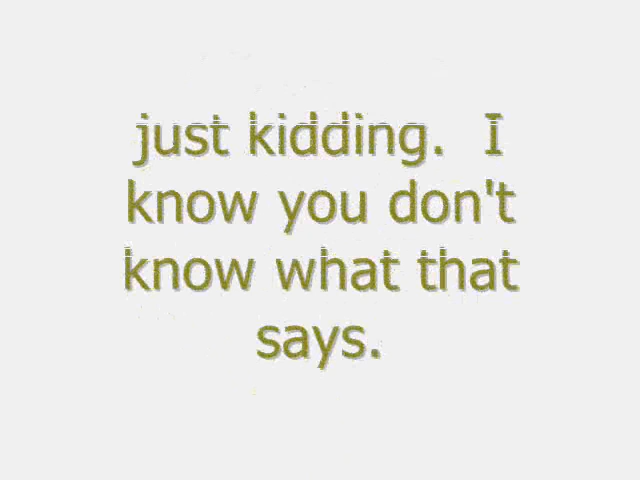 just kidding.  I
know you don't
know what that
says.